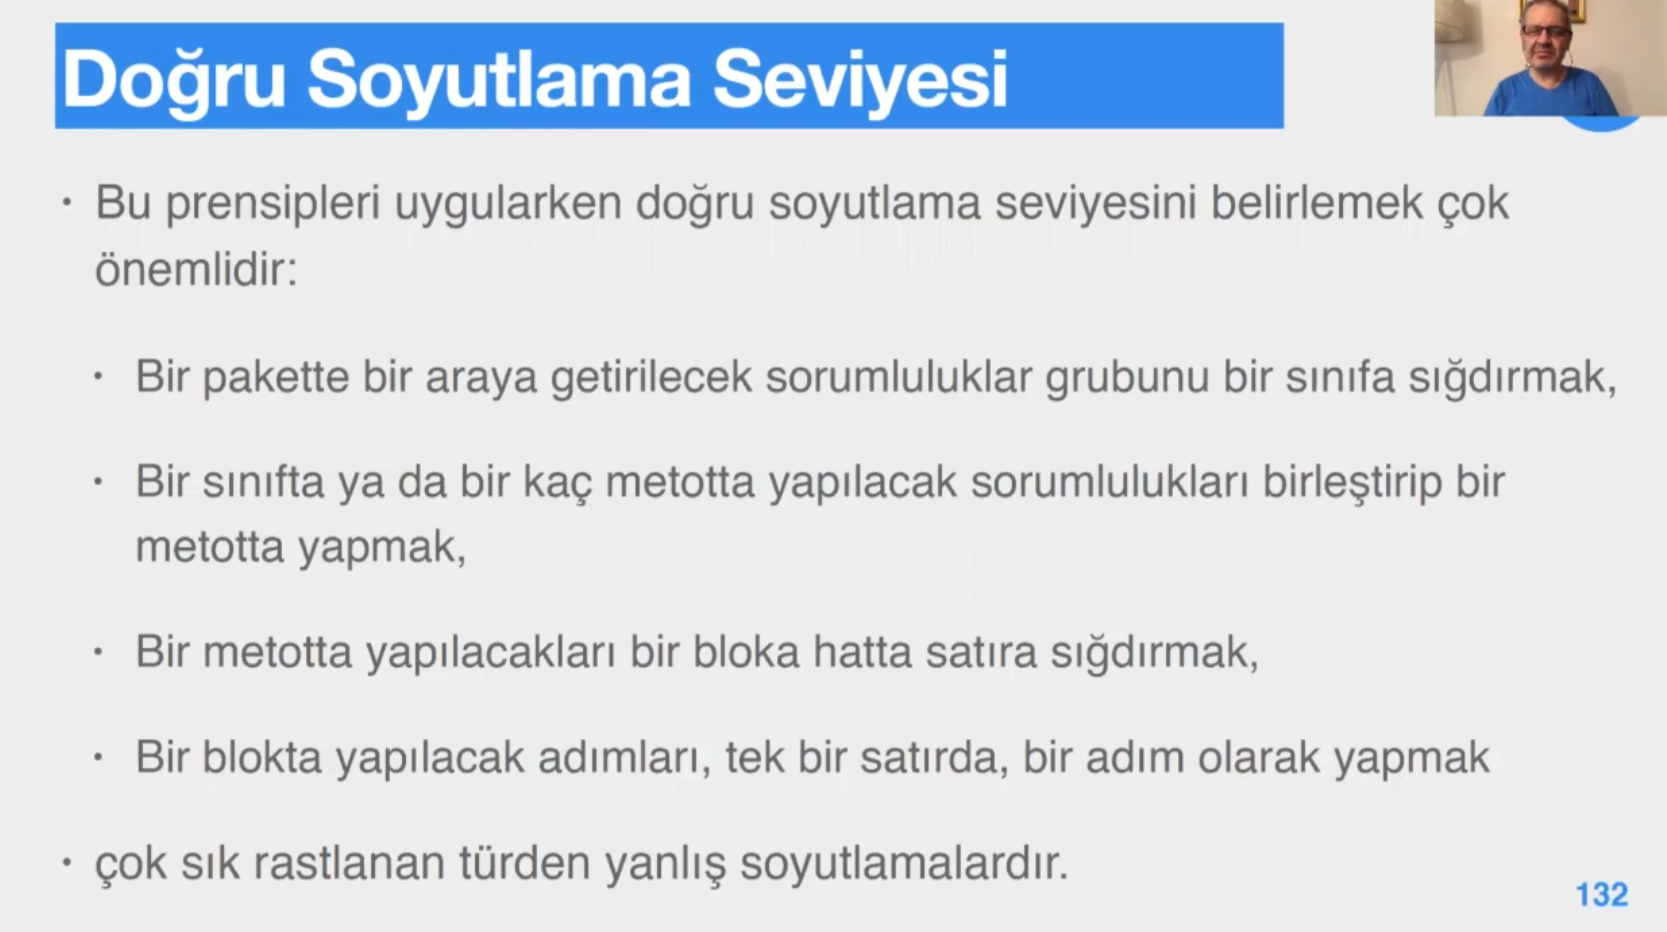 Doğru Soyutlama Seviyesi
• Bu prensipleri uygularken doğru soyutlama seviyesini belirlemek çok
önemlidir:
• Bir pakette bir araya getirilecek sorumluluklar grubunu bir sınıfa sığdırmak,
• Bir sınıfta ya da bir kaç metotta yapılacak sorumlulukları birleştirip bir
metotta yapmak,
• Bir metotta yapılacakları bir bloka hatta satıra sığdırmak,
• Bir blokta yapılacak adımları, tek bir satırda, bir adım olarak yapmak
• çok sık rastlanan türden yanlış soyutlamalardır.
132